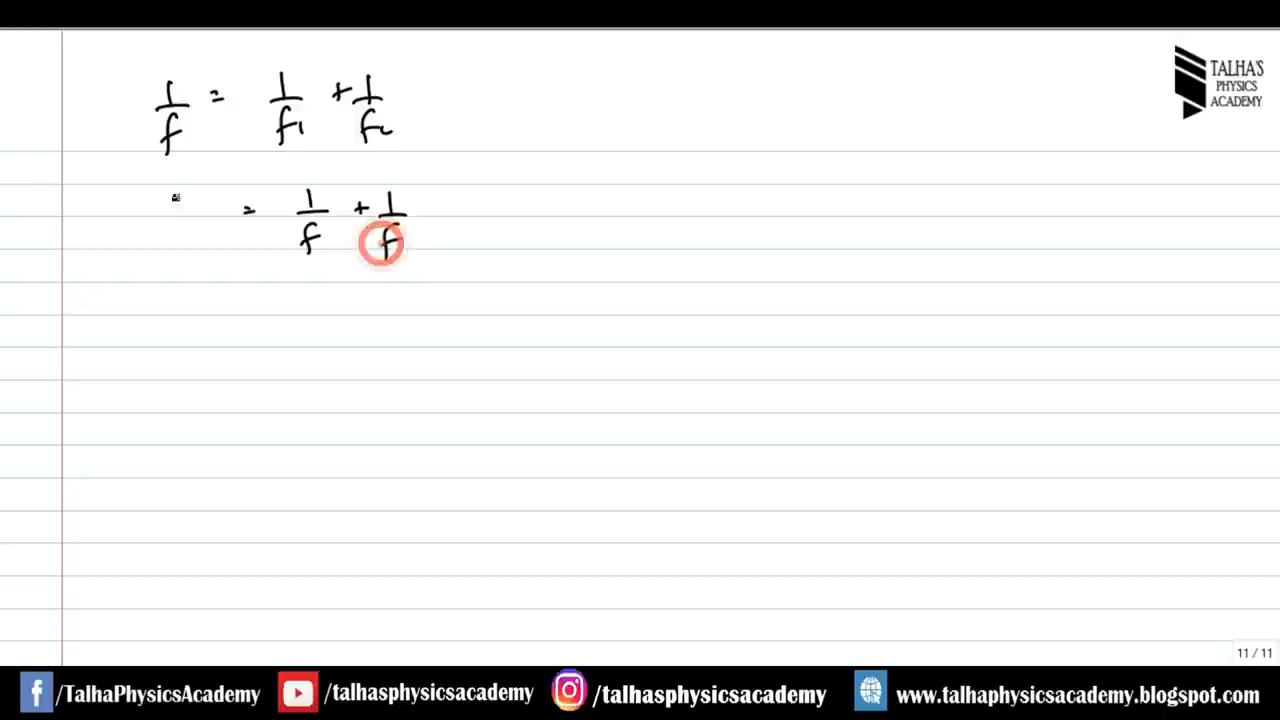 1/f = 1/f1 + 1/f2
= 1/f + 1/f
TALHA'S
PHYSICS
ACADEMY
11 / 11
/TalhaPhysicsAcademy /talhasphysicsacademy /talhasphysicsacademy www.talhaphysicsacademy.blogspot.com